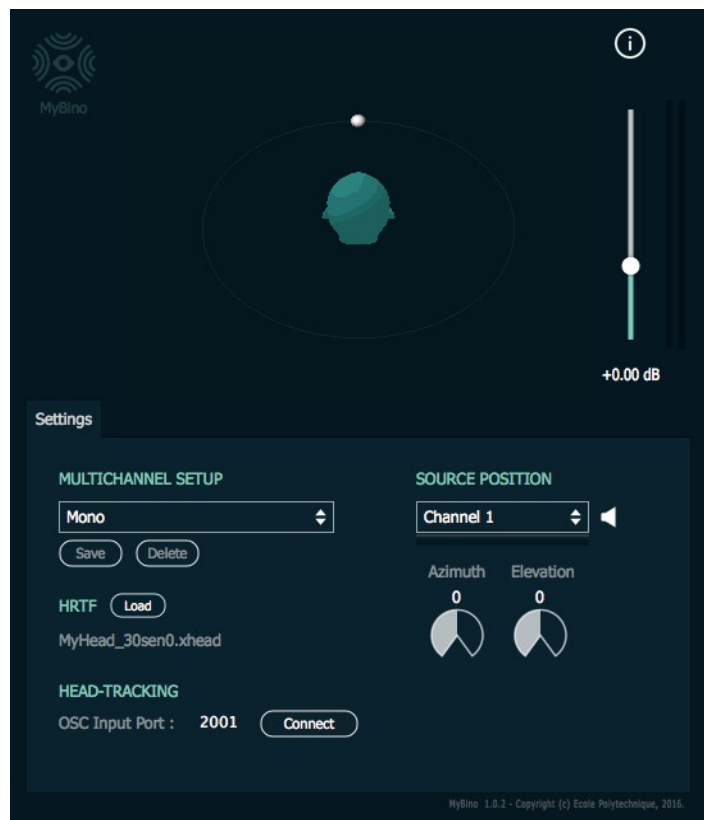 MyBino
+0.00 dB
Settings
MULTICHANNEL SETUP
Mono
Save Delete
HRTF Load
MyHead_30sen0.xhead
HEAD-TRACKING
OSC Input Port : 2001 Connect
SOURCE POSITION
Channel 1
Azimuth Elevation
0 0
MyBino 1.0.2 - Copyright (c) Ecole Polytechnique, 2016.